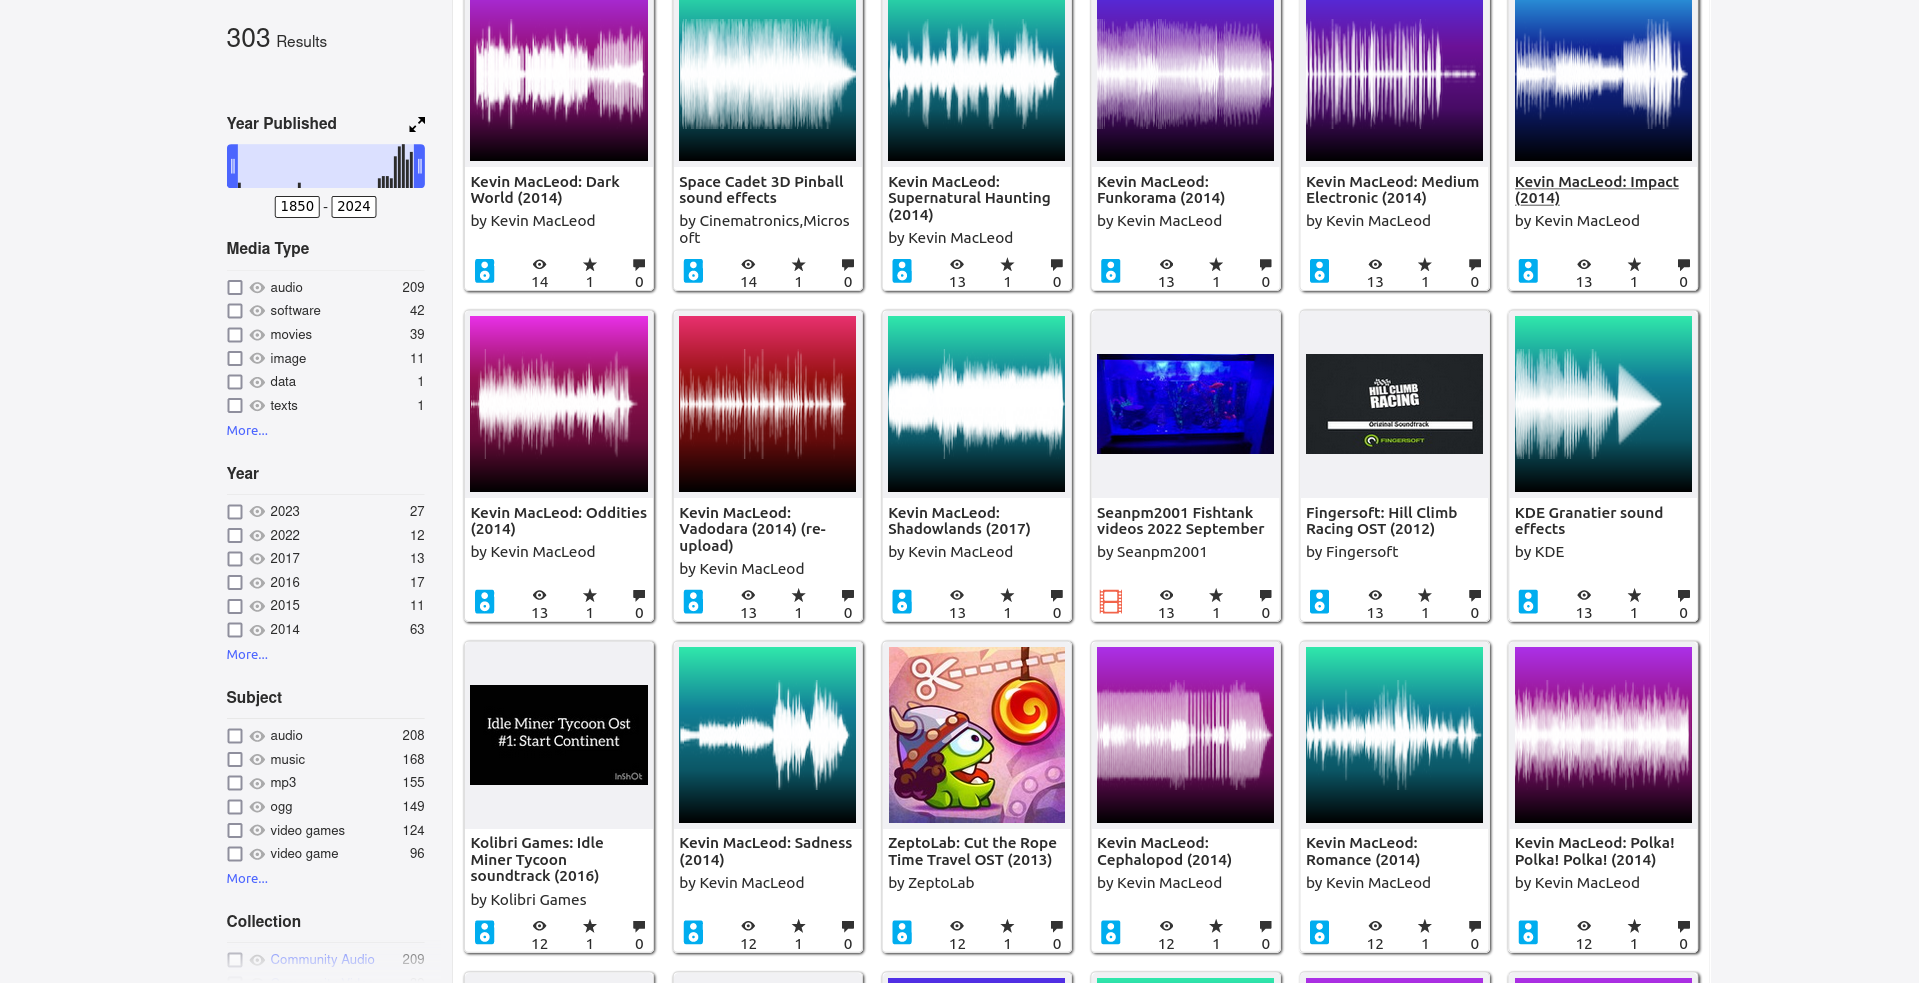 303 Results
Year Published
1850 - 2024
Media Type
audio 209
software 42
movies 39
image 11
data 1
texts 1
More...
Year
2023 27
2022 12
2017 13
2016 17
2015 11
2014 63
More...
Subject
audio 208
music 168
mp3 155
ogg 149
video games 124
video game 96
More...
Collection
Community Audio 209
Kevin MacLeod: Dark
World (2014)
by Kevin MacLeod
14 1 0
Space Cadet 3D Pinball
sound effects
by Cinematronics,Micros
oft
14 1 0
Kevin MacLeod:
Supernatural Haunting
(2014)
by Kevin MacLeod
13 1 0
Kevin MacLeod:
Funkorama (2014)
by Kevin MacLeod
13 1 0
Kevin MacLeod: Medium
Electronic (2014)
by Kevin MacLeod
13 1 0
Kevin MacLeod: Impact
(2014)
by Kevin MacLeod
13 1 0
Kevin MacLeod: Oddities
(2014)
by Kevin MacLeod
13 1 0
Kevin MacLeod:
Vadodara (2014) (re-
upload)
by Kevin MacLeod
13 1 0
Kevin MacLeod:
Shadowlands (2017)
by Kevin MacLeod
13 1 0
Seanpm2001 Fishtank
videos 2022 September
by Seanpm2001
13 1 0
HILL CLIMB
RACING
Original Soundtrack
FINGERSOFT
Fingersoft: Hill Climb
Racing OST (2012)
by Fingersoft
13 1 0
KDE Granatier sound
effects
by KDE
13 1 0
Idle Miner Tycoon Ost
#1: Start Continent
InShOt
Kolibri Games: Idle
Miner Tycoon
soundtrack (2016)
by Kolibri Games
12 1 0
Kevin MacLeod: Sadness
(2014)
by Kevin MacLeod
12 1 0
ZeptoLab: Cut the Rope
Time Travel OST (2013)
by ZeptoLab
12 1 0
Kevin MacLeod:
Cephalopod (2014)
by Kevin MacLeod
12 1 0
Kevin MacLeod:
Romance (2014)
by Kevin MacLeod
12 1 0
Kevin MacLeod: Polka!
Polka! Polka! (2014)
by Kevin MacLeod
12 1 0